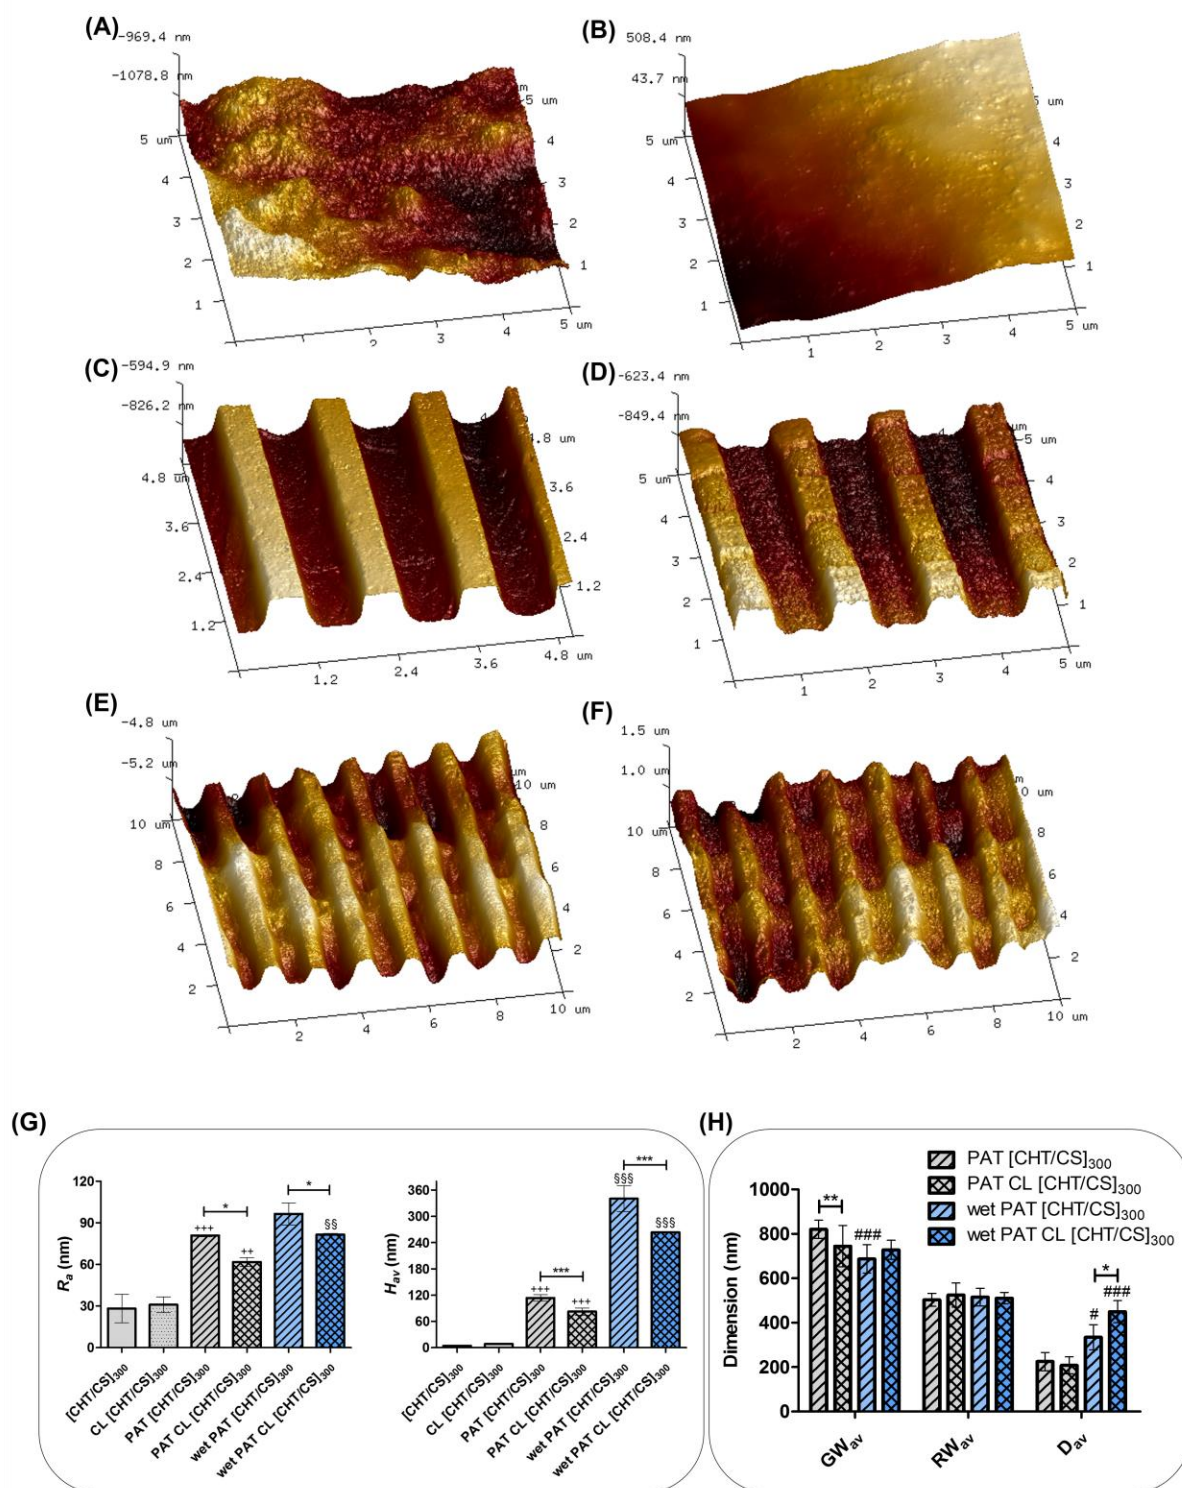 (A)
-969.4 nm
-1078.8 nm
5 um
4
3
2
1
5 um
4
3
2
1
2
3
4
5
um
(B)
508.4 nm
43.7 nm
5 um
4
3
2
1
5 um
4
3
2
1
1
2
3
4
5
um
(C)
-594.9 nm
-826.2 nm
4.8 um
3.6
2.4
1.2
4.8 um
3.6
2.4
1.2
1.2
2.4
3.6
4.8
um
(D)
-623.4 nm
-849.4 nm
5 um
4
3
2
1
5 um
4
3
2
1
1
2
3
4
5
um
(E)
-4.8 um
-5.2 um
10 um
8
6
4
2
um
10 um
8
6
4
2
2
4
6
8
10 um
(F)
1.5 um
1.0 um
10 um
8
6
4
2
um
0 um
8
6
4
2
2
4
6
8
10 um
(G)
Ra (nm)
120
90
60
30
0
+++
*
++
*
§§
[CHT/CS]300
CL [CHT/CS]300
PAT [CHT/CS]300
PAT CL [CHT/CS]300
wet PAT [CHT/CS]300
wet PAT CL [CHT/CS]300
Hav (nm)
360
300
240
180
120
60
0
+++
***
+++
§§§
***
§§§
[CHT/CS]300
CL [CHT/CS]300
PAT [CHT/CS]300
PAT CL [CHT/CS]300
wet PAT [CHT/CS]300
wet PAT CL [CHT/CS]300
(H)
PAT [CHT/CS]300
PAT CL [CHT/CS]300
wet PAT [CHT/CS]300
wet PAT CL [CHT/CS]300
Dimension (nm)
1000
800
600
400
200
0
**
###
#
*
###
GWav
RWav
Dav